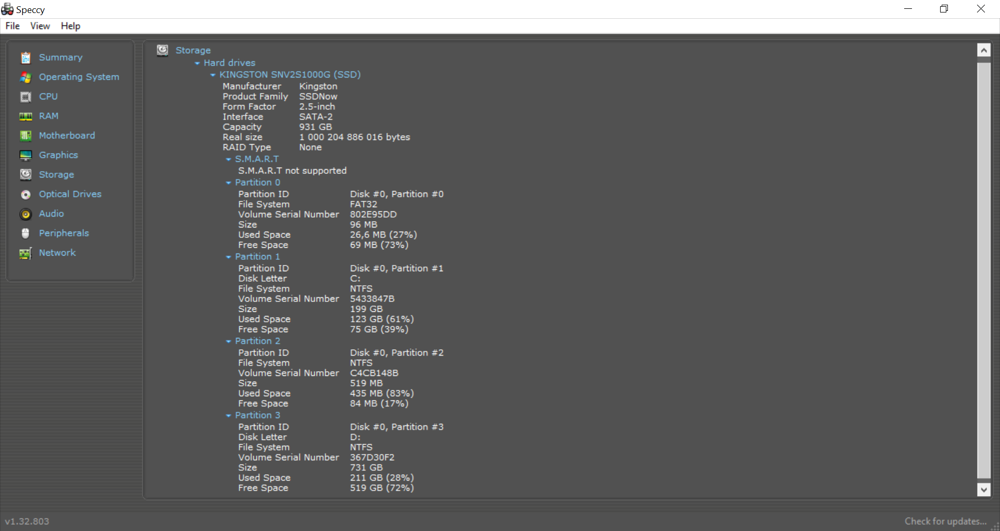 Speccy
File View Help
Summary
Operating System
CPU
RAM
Motherboard
Graphics
Storage
Optical Drives
Audio
Peripherals
Network
Storage
Hard drives
KINGSTON SNV2S1000G (SSD)
Manufacturer Kingston
Product Family SSDNow
Form Factor 2.5-inch
Interface SATA-2
Capacity 931 GB
Real size 1 000 204 886 016 bytes
RAID Type None
S.M.A.R.T
S.M.A.R.T not supported
Partition 0
Partition ID Disk #0, Partition #0
File System FAT32
Volume Serial Number 802E95DD
Size 96 MB
Used Space 26,6 MB (27%)
Free Space 69 MB (73%)
Partition 1
Partition ID Disk #0, Partition #1
Disk Letter C:
File System NTFS
Volume Serial Number 5433847B
Size 199 GB
Used Space 123 GB (61%)
Free Space 75 GB (39%)
Partition 2
Partition ID Disk #0, Partition #2
File System NTFS
Volume Serial Number C4CB148B
Size 519 MB
Used Space 435 MB (83%)
Free Space 84 MB (17%)
Partition 3
Partition ID Disk #0, Partition #3
Disk Letter D:
File System NTFS
Volume Serial Number 367D30F2
Size 731 GB
Used Space 211 GB (28%)
Free Space 519 GB (72%)
v1.32.803
Check for updates...